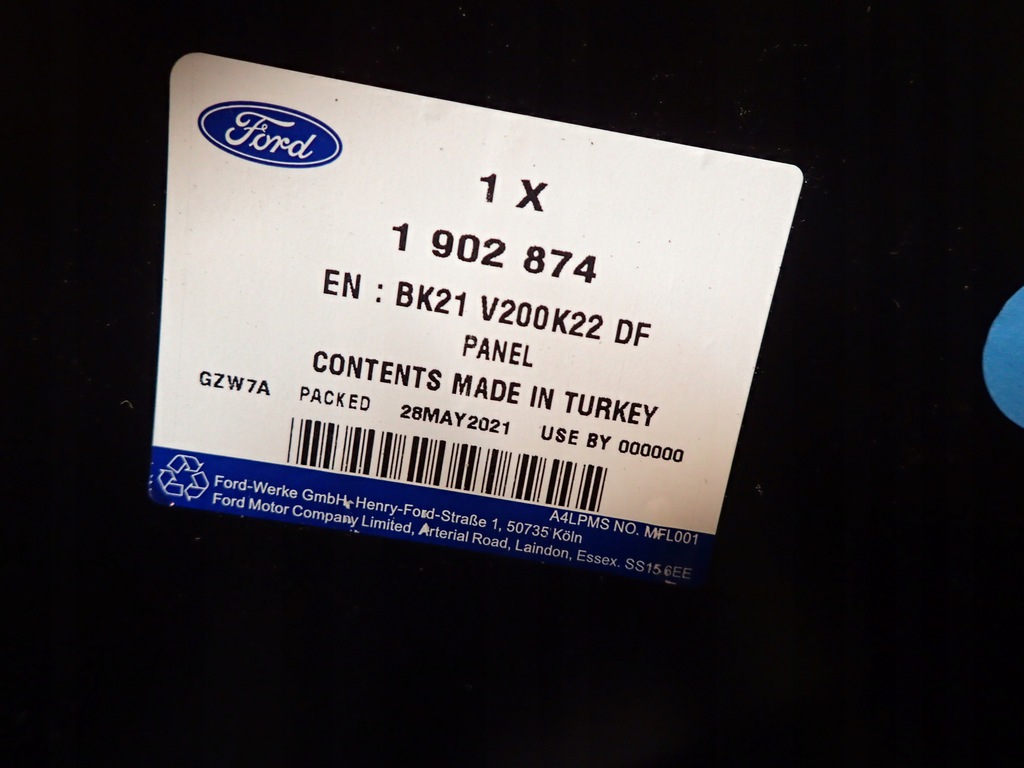 Ford
1 X
1 902 874
EN : BK21 V200K22 DF
PANEL
CONTENTS MADE IN TURKEY
GZW7A PACKED 28MAY2021 USE BY 000000
A4LPMS NO. MFL001
Ford-Werke GmbH, Henry-Ford-Straße 1, 50735 Köln
Ford Motor Company Limited, Arterial Road, Laindon, Essex. SS15 6EE